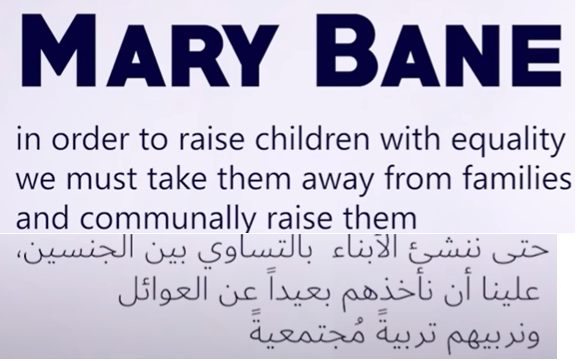 MARY BANE
in order to raise children with equality
we must take them away from families
and communally raise them
حتى ننشئ الآبناء بالتساوي بين الجنسين،
علينا أن نأخذهم بعيداً عن العوائل
ونربيهم تربيةً مُجتمعيةً